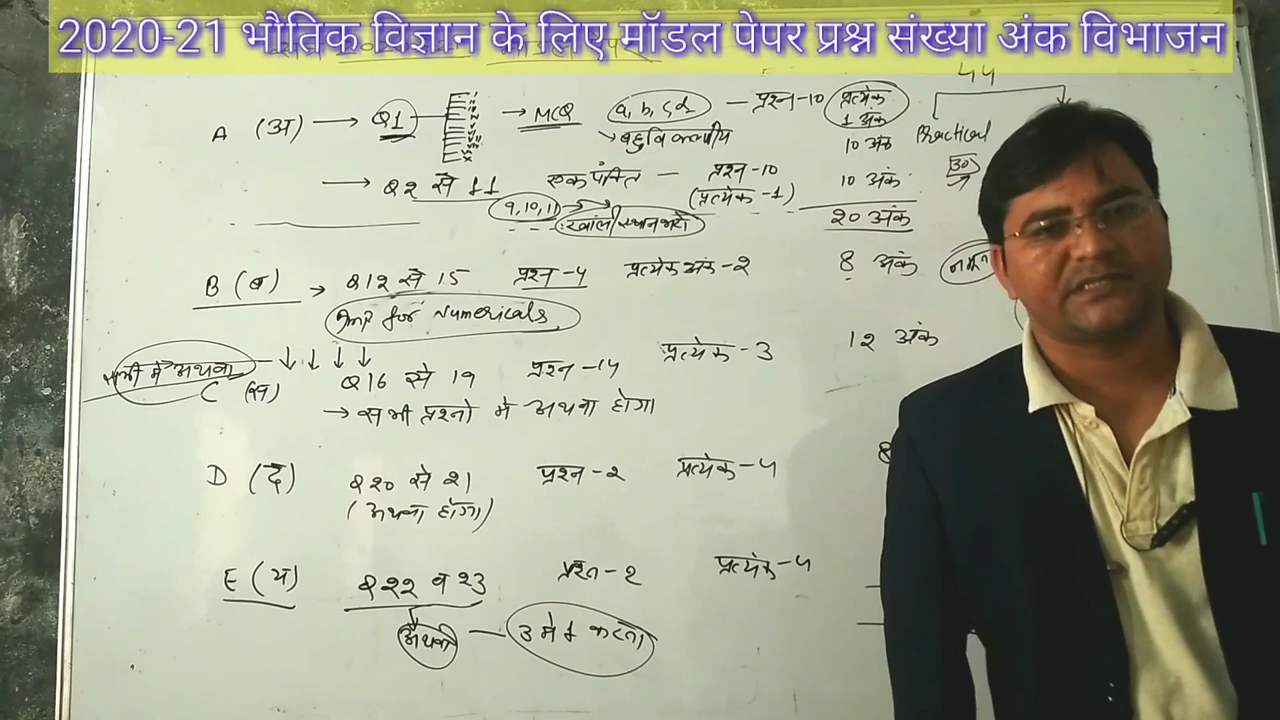 2020-21 भौतिक विज्ञान के लिए मॉडल पेपर प्रश्न संख्या अंक विभाजन
A (अ) → Q1 → MCQ a, b, c, d - प्रश्न-10 प्रत्येक 1 अंक
→ बहुविकल्पीय 10 अंक
Practical
30
→ Q2 से 11 एक पंक्ति - प्रश्न-10 10 अंक
(प्रत्येक -1)
9, 10, 11 → खाली स्थान भरो 20 अंक
B (ब) → Q12 से 15 प्रश्न-4 प्रत्येक अंक-2 8 अंक
Imp for Numericals
अथवा
C (स) Q16 से 19 प्रश्न-14 प्रत्येक-3 12 अंक
→ सभी प्रश्नो मे अथवा होगा
D (द) Q20 से 21 प्रश्न-2 प्रत्येक-4 8
(अथवा होगा)
E (य) Q22 व 23 प्रश्न-2 प्रत्येक-4
अथवा - 3 मे 1 करना